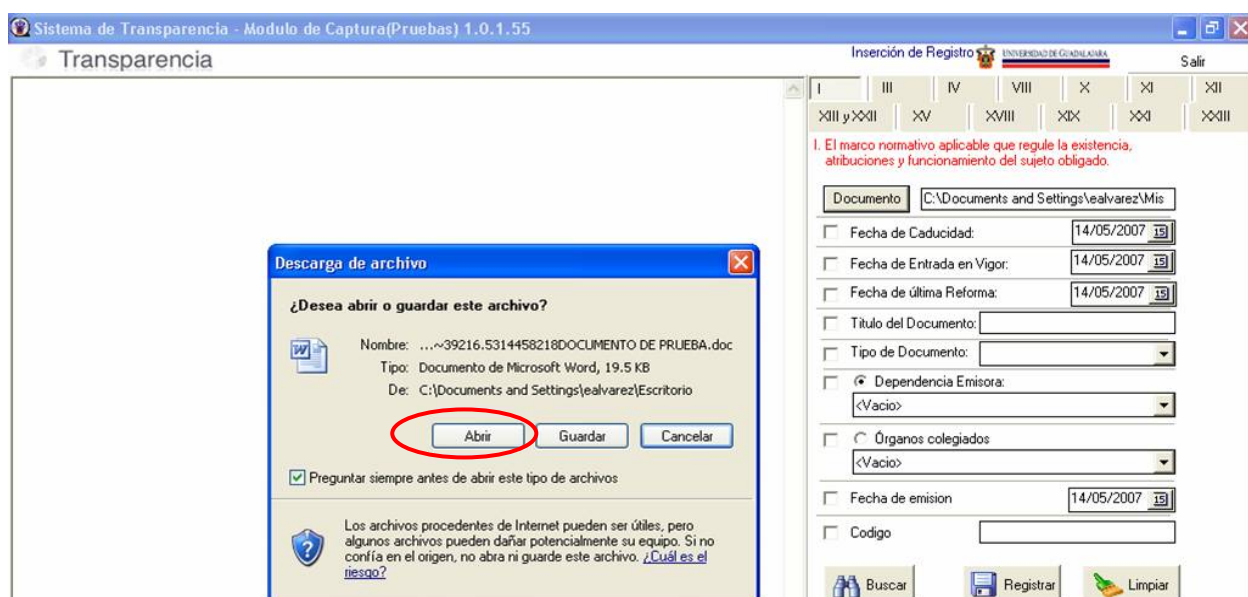 Sistema de Transparencia - Modulo de Captura(Pruebas) 1.0.1.55
Transparencia
Inserción de Registro
UNIVERSIDAD DE GUADALAJARA
Salir
I III IV VIII X XI XII
XIII y XXII XV XVIII XIX XXI XXIII
I. El marco normativo aplicable que regule la existencia,
atribuciones y funcionamiento del sujeto obligado.
Documento C:\Documents and Settings\ealvarez\Mis
Fecha de Caducidad: 14/05/2007 15
Fecha de Entrada en Vigor: 14/05/2007 15
Fecha de última Reforma: 14/05/2007 15
Titulo del Documento:
Tipo de Documento:
Dependencia Emisora:
<Vacio>
Órganos colegiados
<Vacio>
Fecha de emision 14/05/2007 15
Codigo
Buscar Registrar Limpiar
Descarga de archivo
¿Desea abrir o guardar este archivo?
Nombre: ...~39216.5314458218DOCUMENTO DE PRUEBA.doc
Tipo: Documento de Microsoft Word, 19.5 KB
De: C:\Documents and Settings\ealvarez\Escritorio
Abrir Guardar Cancelar
Preguntar siempre antes de abrir este tipo de archivos
Los archivos procedentes de Internet pueden ser útiles, pero
algunos archivos pueden dañar potencialmente su equipo. Si no
confía en el origen, no abra ni guarde este archivo. ¿Cuál es el
riesgo?